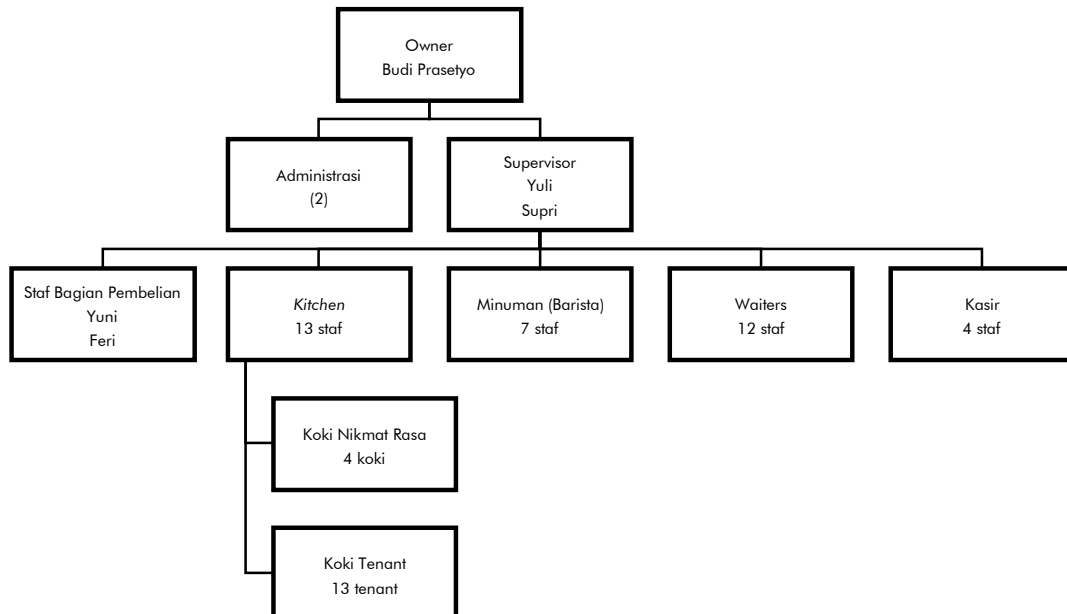 Owner
Budi Prasetyo
Administrasi
(2)
Supervisor
Yuli
Supri
Staf Bagian Pembelian
Yuni
Feri
Kitchen
13 staf
Minuman (Barista)
7 staf
Waiters
12 staf
Kasir
4 staf
Koki Nikmat Rasa
4 koki
Koki Tenant
13 tenant